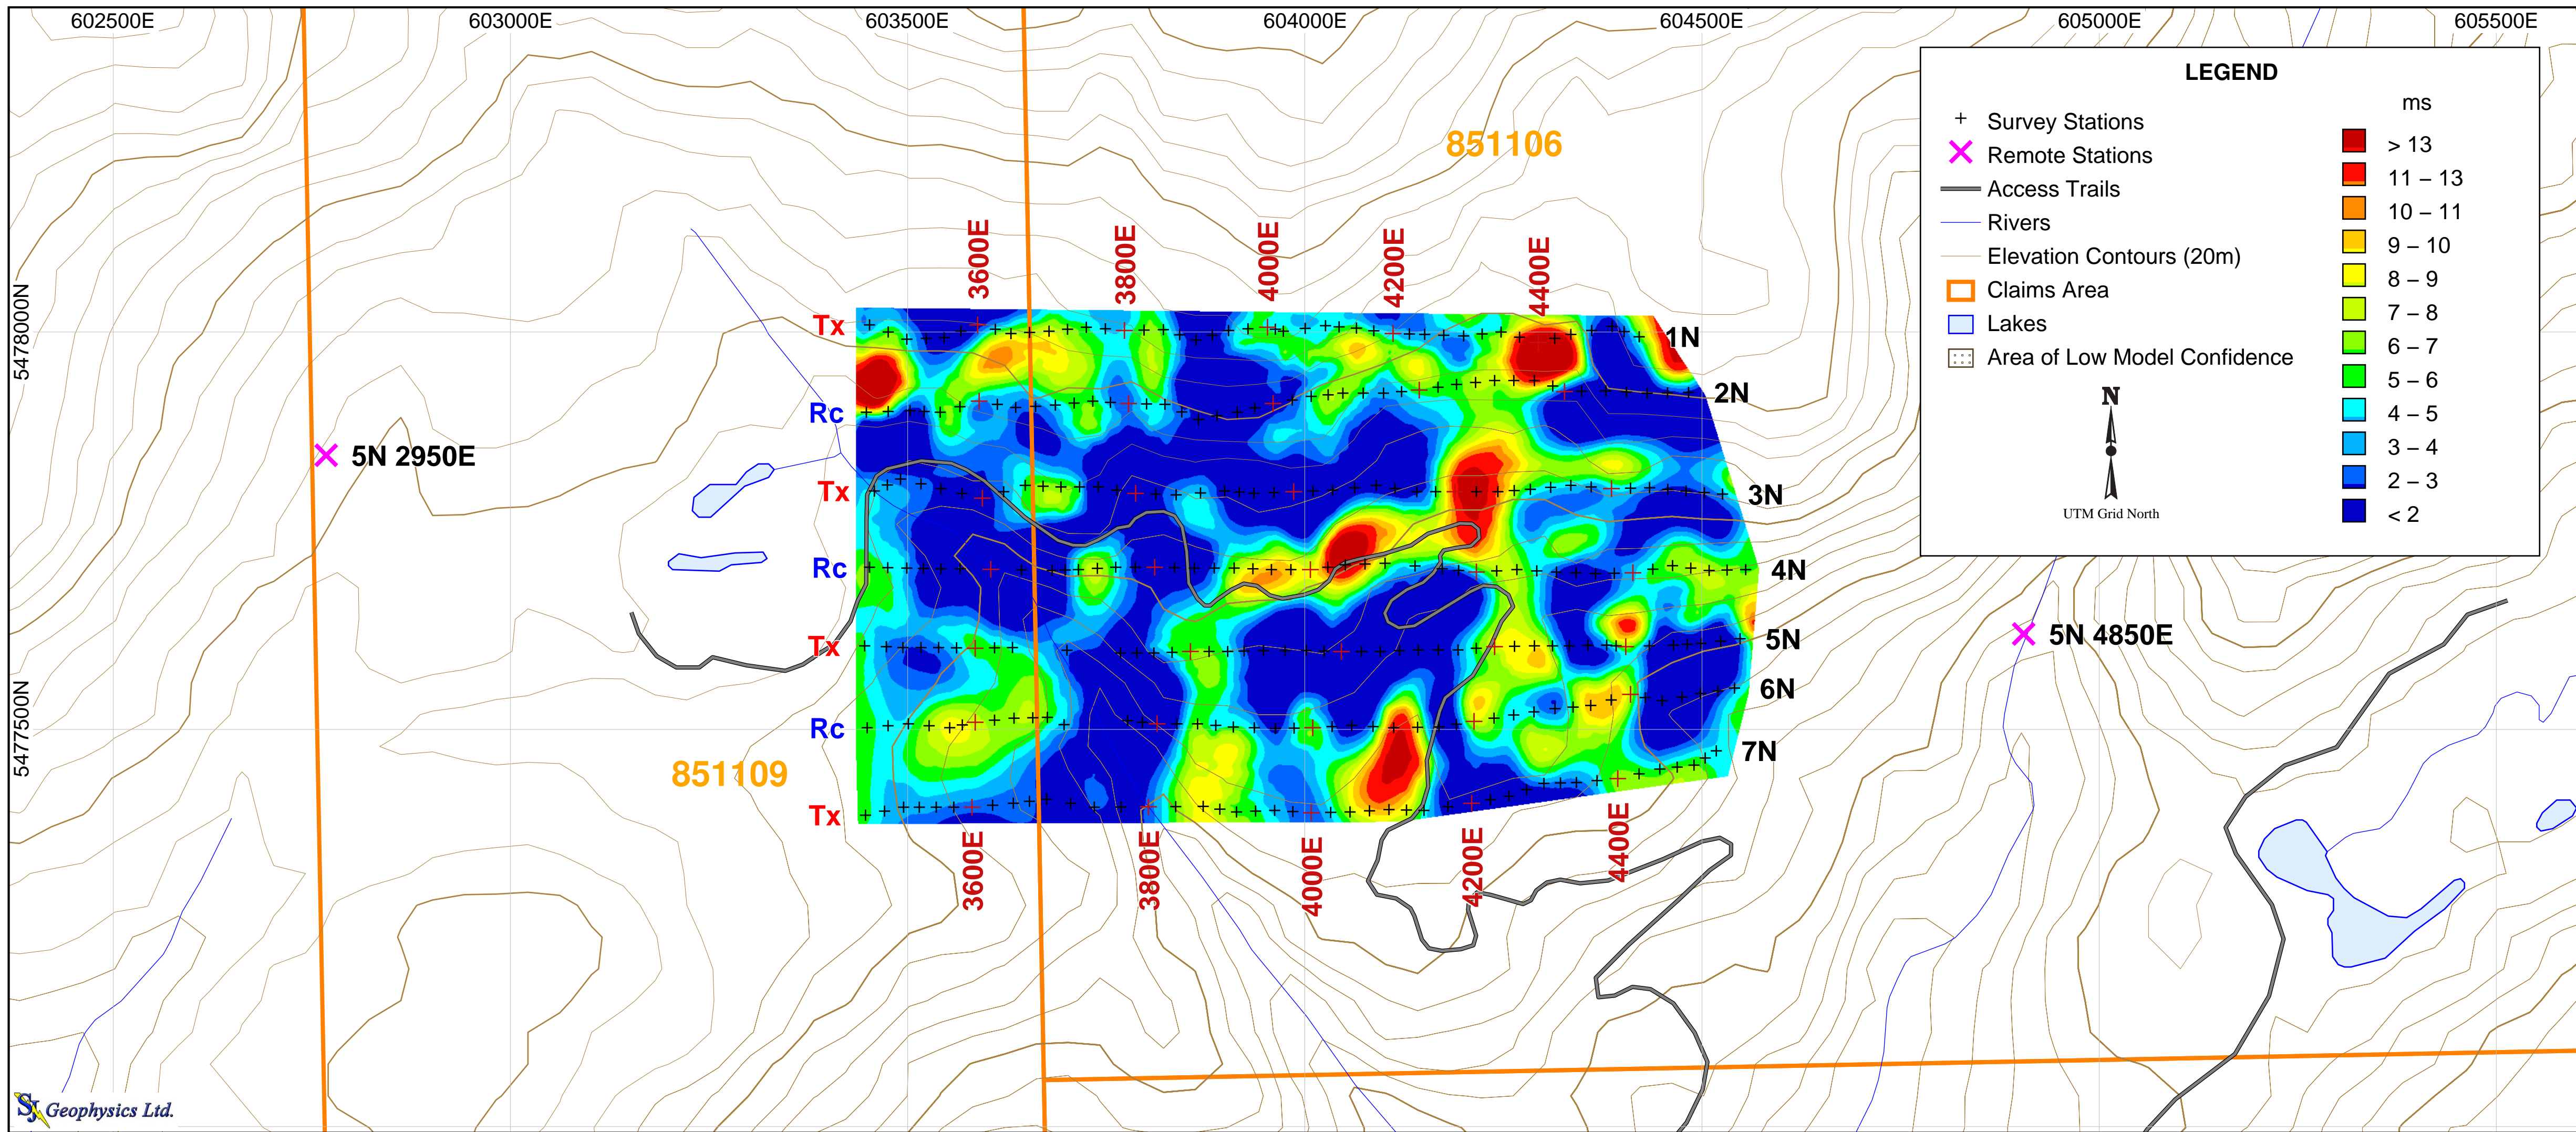 602500E 603000E 603500E 604000E 604500E 605000E 605500E
LEGEND
ms
Survey Stations
Remote Stations
Access Trails
Rivers
Elevation Contours (20m)
Claims Area
Lakes
Area of Low Model Confidence
N
UTM Grid North
> 13
11 – 13
10 – 11
9 – 10
8 – 9
7 – 8
6 – 7
5 – 6
4 – 5
3 – 4
2 – 3
< 2
851106
3600E 3800E 4000E 4200E 4400E
5478000N
Tx 1N
Rc 2N
5N 2950E
Tx 3N
Rc 4N
Tx 5N
5N 4850E
6N
5477500N
Rc 7N
851109
Tx
3600E 3800E 4000E 4200E 4400E
SJ Geophysics Ltd.